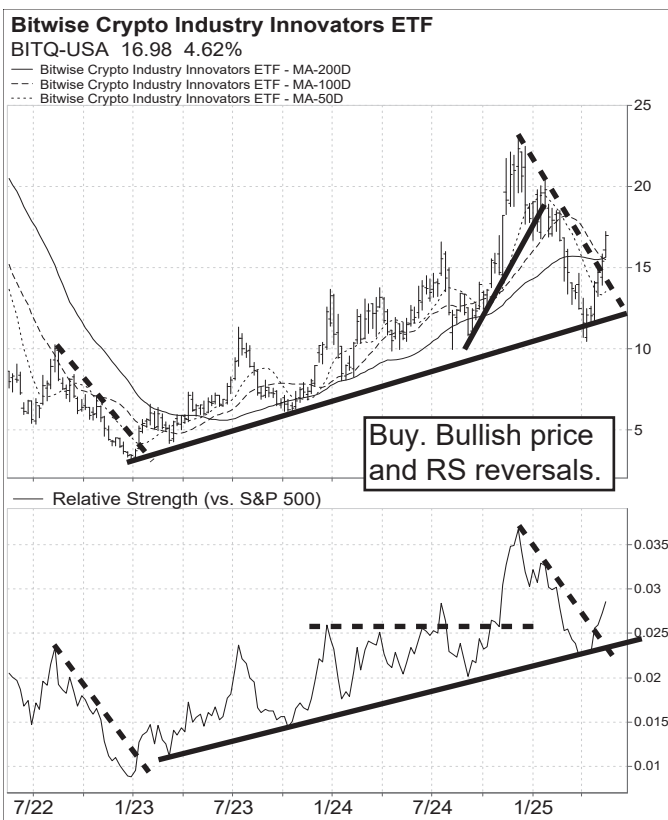 Bitwise Crypto Industry Innovators ETF
BITQ-USA 16.98 4.62%
Bitwise Crypto Industry Innovators ETF - MA-200D
Bitwise Crypto Industry Innovators ETF - MA-100D
Bitwise Crypto Industry Innovators ETF - MA-50D
25
20
15
10
5
Buy. Bullish price
and RS reversals.
Relative Strength (vs. S&P 500)
0.035
0.03
0.025
0.02
0.015
0.01
7/22 1/23 7/23 1/24 7/24 1/25